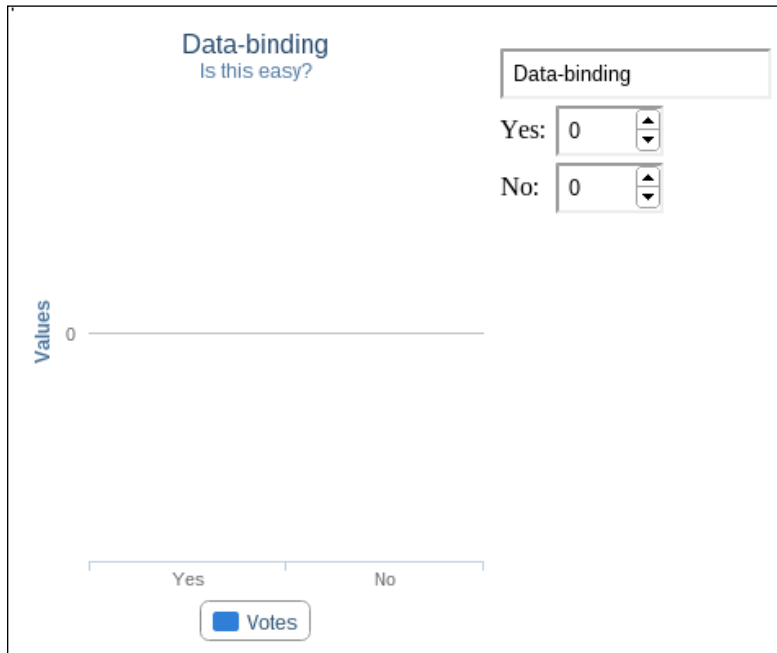 Data-binding
Is this easy?
Values
0
Yes No
Votes
Data-binding
Yes: 0
No: 0